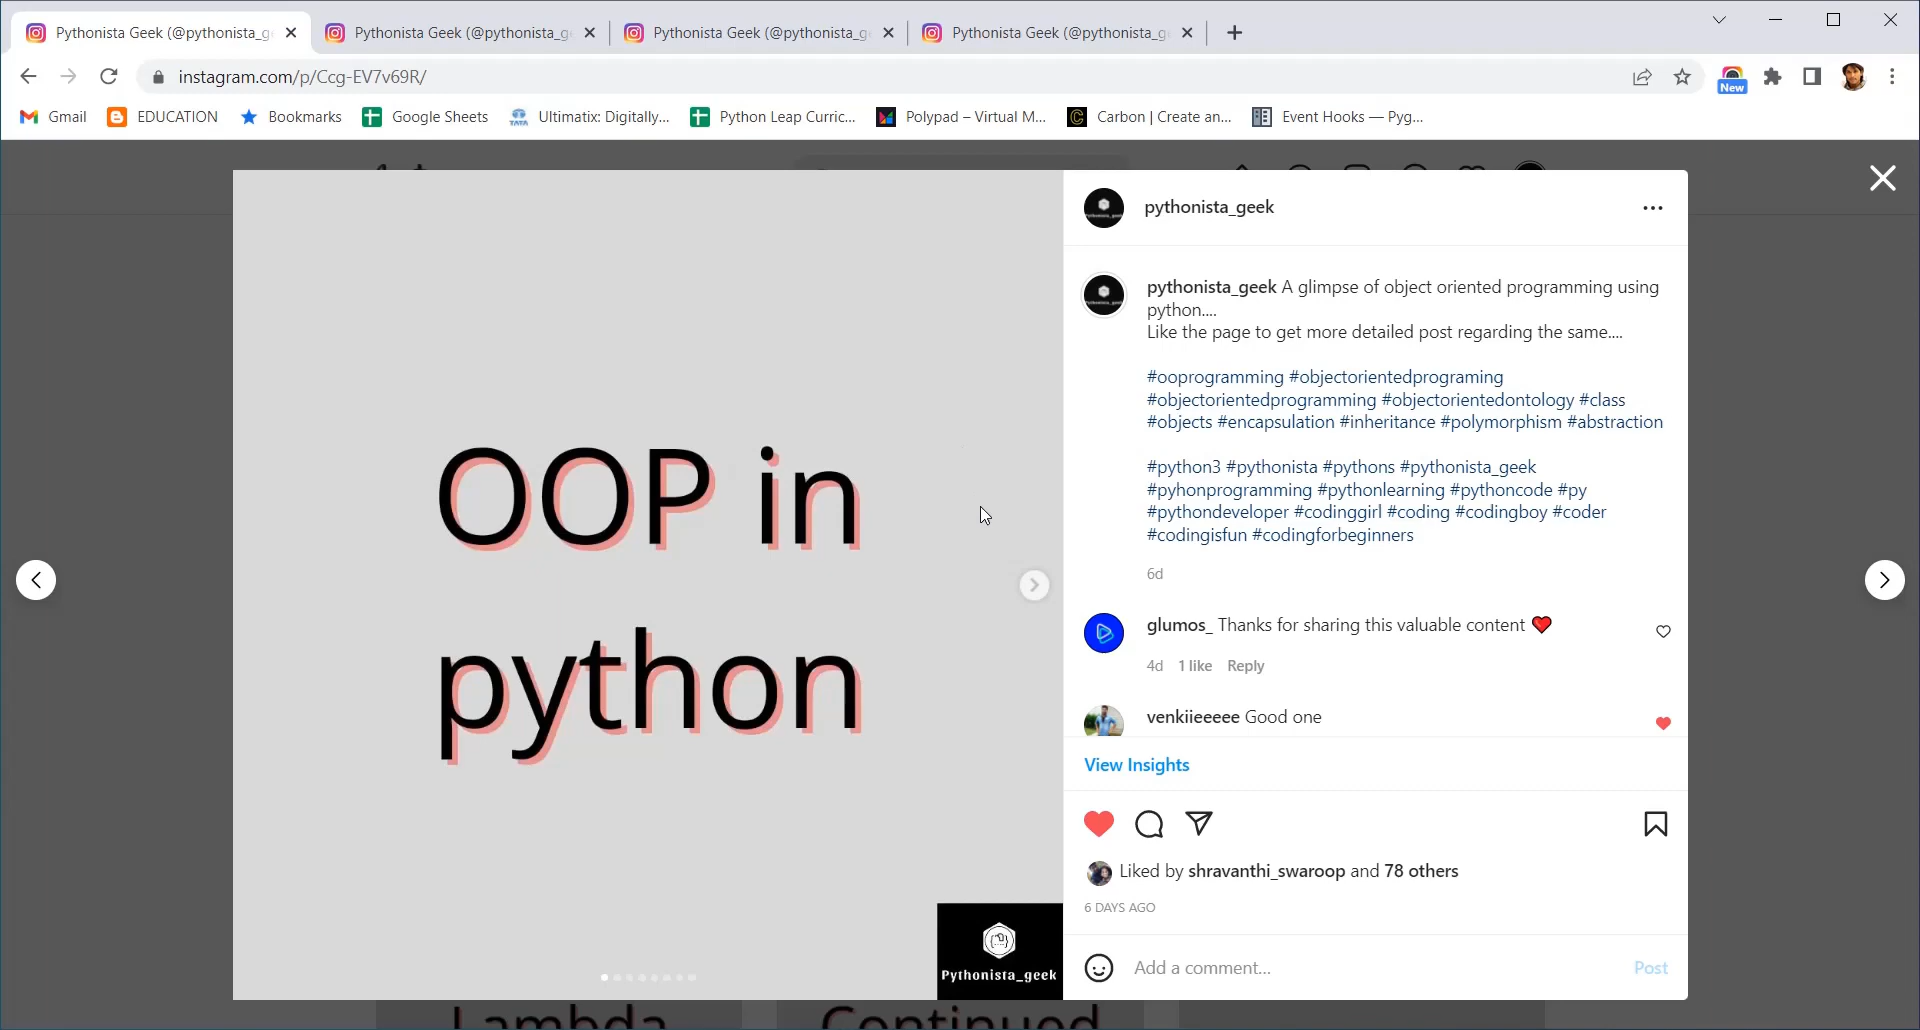 Pythonista Geek (@pythonista_g
Pythonista Geek (@pythonista_g
Pythonista Geek (@pythonista_g
Pythonista Geek (@pythonista_g
instagram.com/p/Ccg-EV7v69R/
New
Gmail
EDUCATION
Bookmarks
Google Sheets
TATA
Ultimatix: Digitally...
Python Leap Curric...
Polypad – Virtual M...
Carbon | Create an...
Event Hooks — Pyg...
OOP in
python
Pythonista_geek
pythonista_geek
pythonista_geek A glimpse of object oriented programming using
python....
Like the page to get more detailed post regarding the same....
#ooprogramming #objectorientedprograming
#objectorientedprogramming #objectorientedontology #class
#objects #encapsulation #inheritance #polymorphism #abstraction
#python3 #pythonista #pythons #pythonista_geek
#pyhonprogramming #pythonlearning #pythoncode #py
#pythondeveloper #codinggirl #coding #codingboy #coder
#codingisfun #codingforbeginners
6d
glumos_ Thanks for sharing this valuable content ❤️
4d 1 like Reply
venkiieeeee Good one
View Insights
Liked by shravanthi_swaroop and 78 others
6 DAYS AGO
Add a comment...
Post
Lambda
Continued